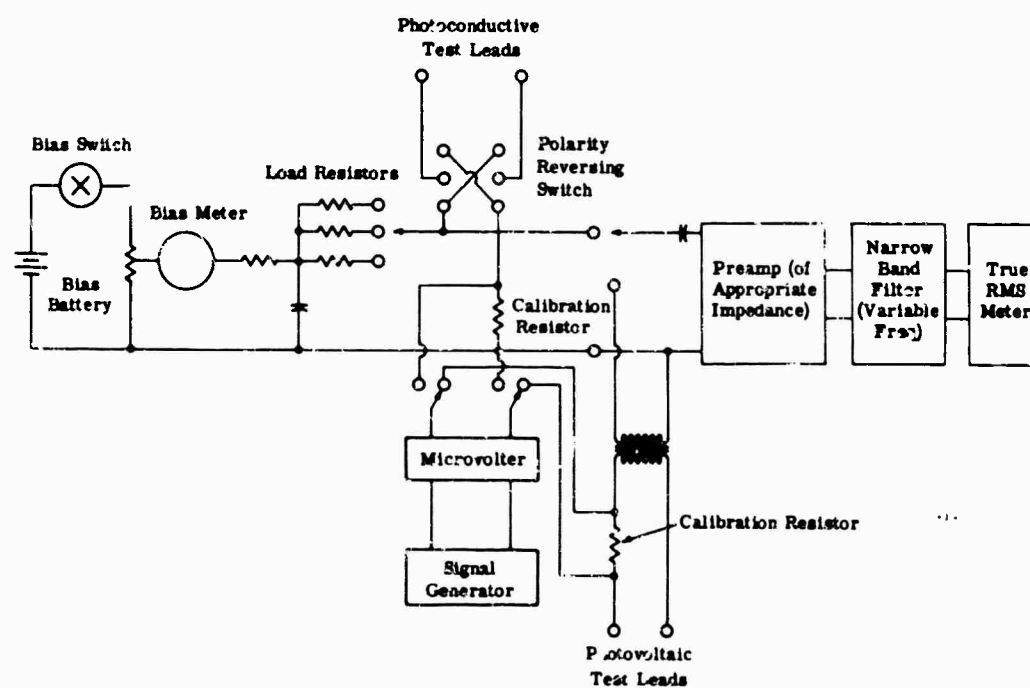 Photoconductive
Test Leads
Bias Switch
Polarity
Reversing
Switch
Load Resistors
Bias Meter
Bias
Battery
Calibration
Resistor
Preamp (of
Appropriate
Impedance)
Narrow
Band
Filter
(Variable
Freq)
True
RMS
Meter
Microvolter
Signal
Generator
Calibration Resistor
Photovoltaic
Test Leads